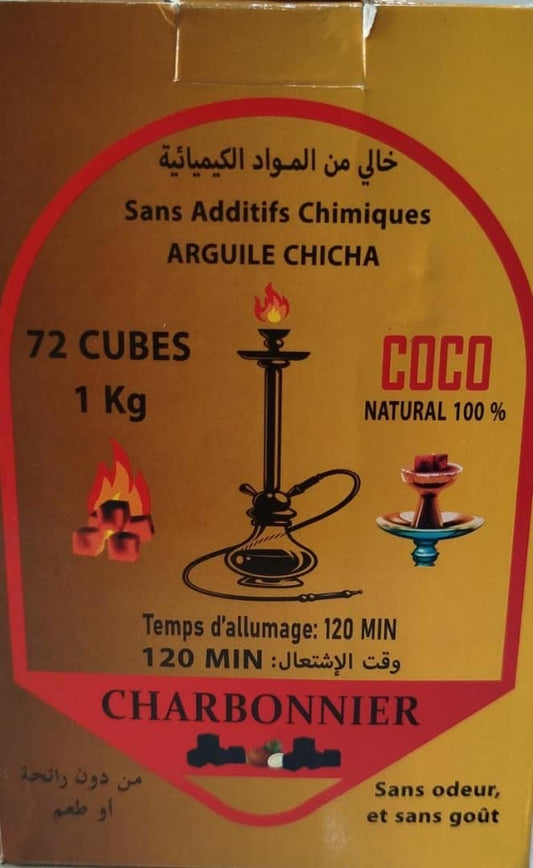 خالي من المواد الكيميائية
Sans Additifs Chimiques
ARGUILE CHICHA
72 CUBES
1 Kg
COCO
NATURAL 100 %
Temps d'allumage: 120 MIN
وقت الإشتعال: 120 MIN
CHARBONNIER
من دون رائحة
أو طعم
Sans odeur,
et sans goût